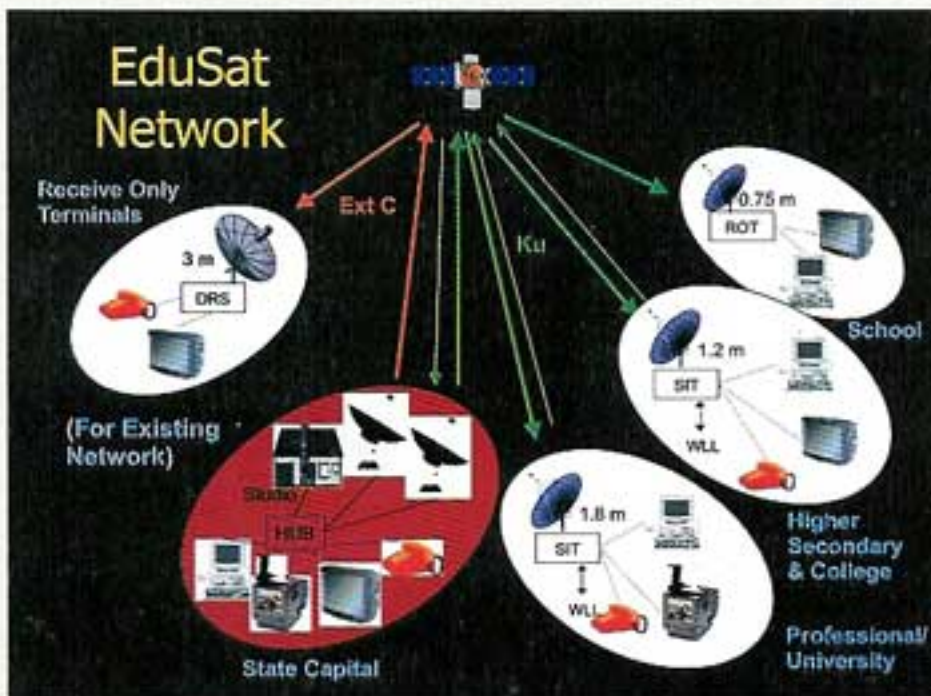 EduSat
Network
Receive Only
Terminals
Ext C
Ku
3 m
DRS
0.75 m
ROT
School
1.2 m
SIT
WLL
(For Existing
Network)
Studio
HUB
1.8 m
SIT
WLL
Higher
Secondary
& College
State Capital
Professional/
University